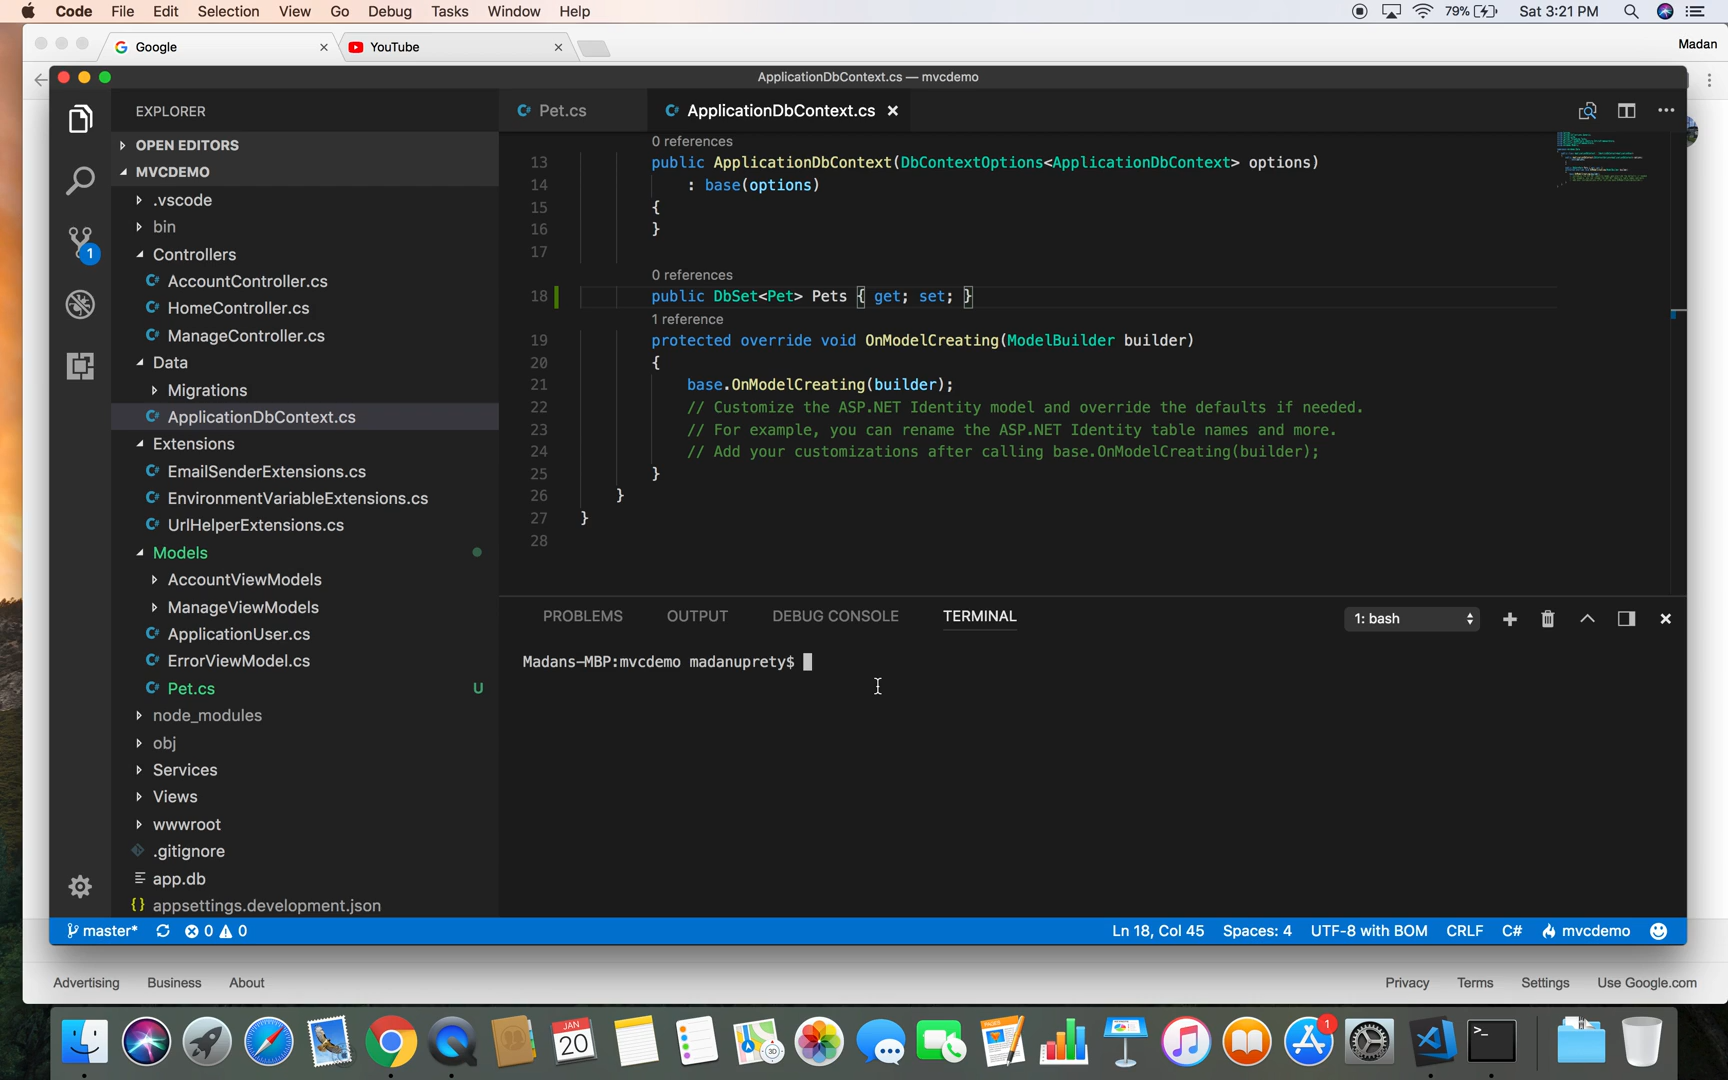 Code File Edit Selection View Go Debug Tasks Window Help 79% Sat 3:21 PM
Google YouTube Madan
ApplicationDbContext.cs — mvcdemo
EXPLORER
OPEN EDITORS
MVCDEMO
.vscode
bin
Controllers
C# AccountController.cs
C# HomeController.cs
C# ManageController.cs
Data
Migrations
C# ApplicationDbContext.cs
Extensions
C# EmailSenderExtensions.cs
C# EnvironmentVariableExtensions.cs
C# UrlHelperExtensions.cs
Models
AccountViewModels
ManageViewModels
C# ApplicationUser.cs
C# ErrorViewModel.cs
C# Pet.cs U
node_modules
obj
Services
Views
wwwroot
.gitignore
app.db
{} appsettings.development.json
1
C# Pet.cs C# ApplicationDbContext.cs
0 references
13 public ApplicationDbContext(DbContextOptions<ApplicationDbContext> options)
14 : base(options)
15 {
16 }
17
0 references
18 public DbSet<Pet> Pets { get; set; }
1 reference
19 protected override void OnModelCreating(ModelBuilder builder)
20 {
21 base.OnModelCreating(builder);
22 // Customize the ASP.NET Identity model and override the defaults if needed.
23 // For example, you can rename the ASP.NET Identity table names and more.
24 // Add your customizations after calling base.OnModelCreating(builder);
25 }
26 }
27 }
28
PROBLEMS OUTPUT DEBUG CONSOLE TERMINAL 1: bash
Madans-MBP:mvcdemo madanuprety$
master* 0 0 Ln 18, Col 45 Spaces: 4 UTF-8 with BOM CRLF C# mvcdemo
Advertising Business About Privacy Terms Settings Use Google.com
JAN
20
3D
PAGES
1
>_